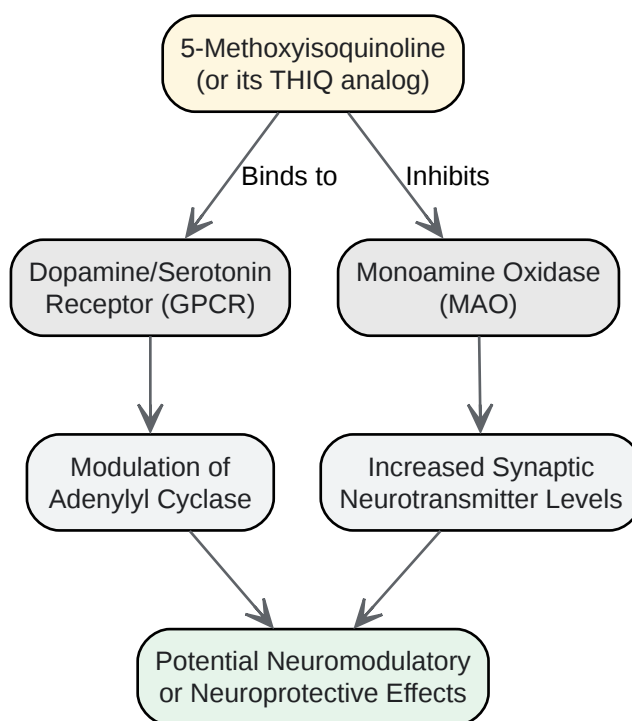 5-Methoxyisoquinoline
(or its THIQ analog)
Binds to
Inhibits
Dopamine/Serotonin
Receptor (GPCR)
Monoamine Oxidase
(MAO)
Modulation of
Adenylyl Cyclase
Increased Synaptic
Neurotransmitter Levels
Potential Neuromodulatory
or Neuroprotective Effects